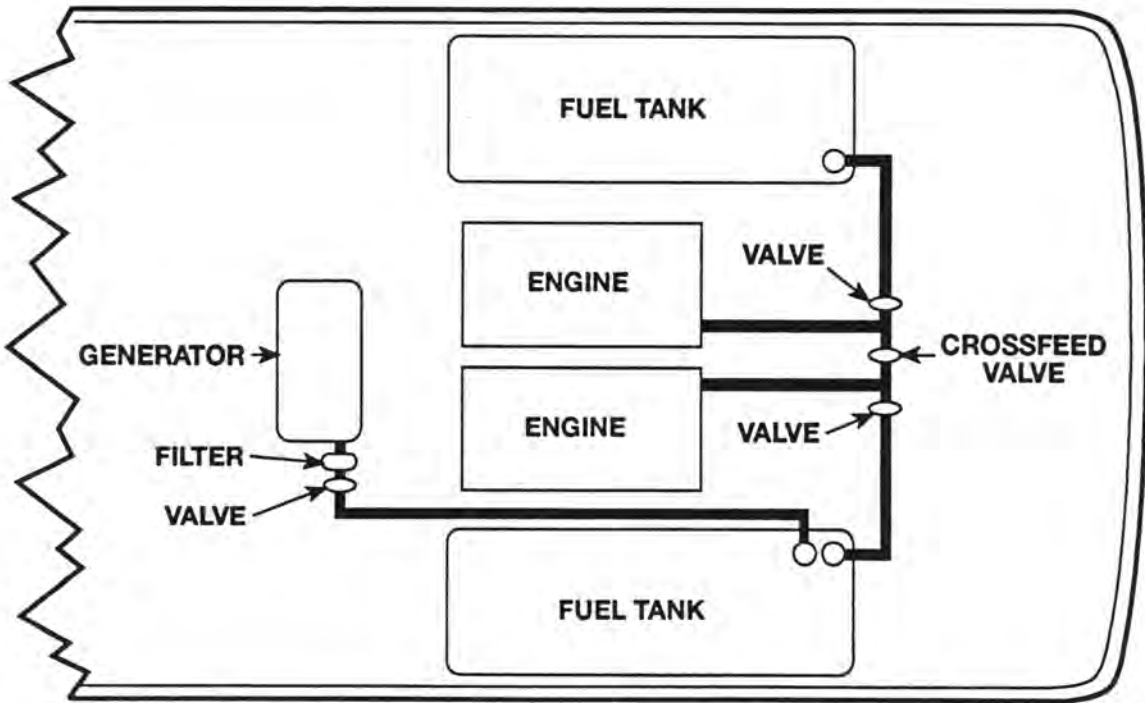 FUEL TANK
VALVE
ENGINE
GENERATOR
CROSSFEED
VALVE
ENGINE
VALVE
FILTER
VALVE
FUEL TANK